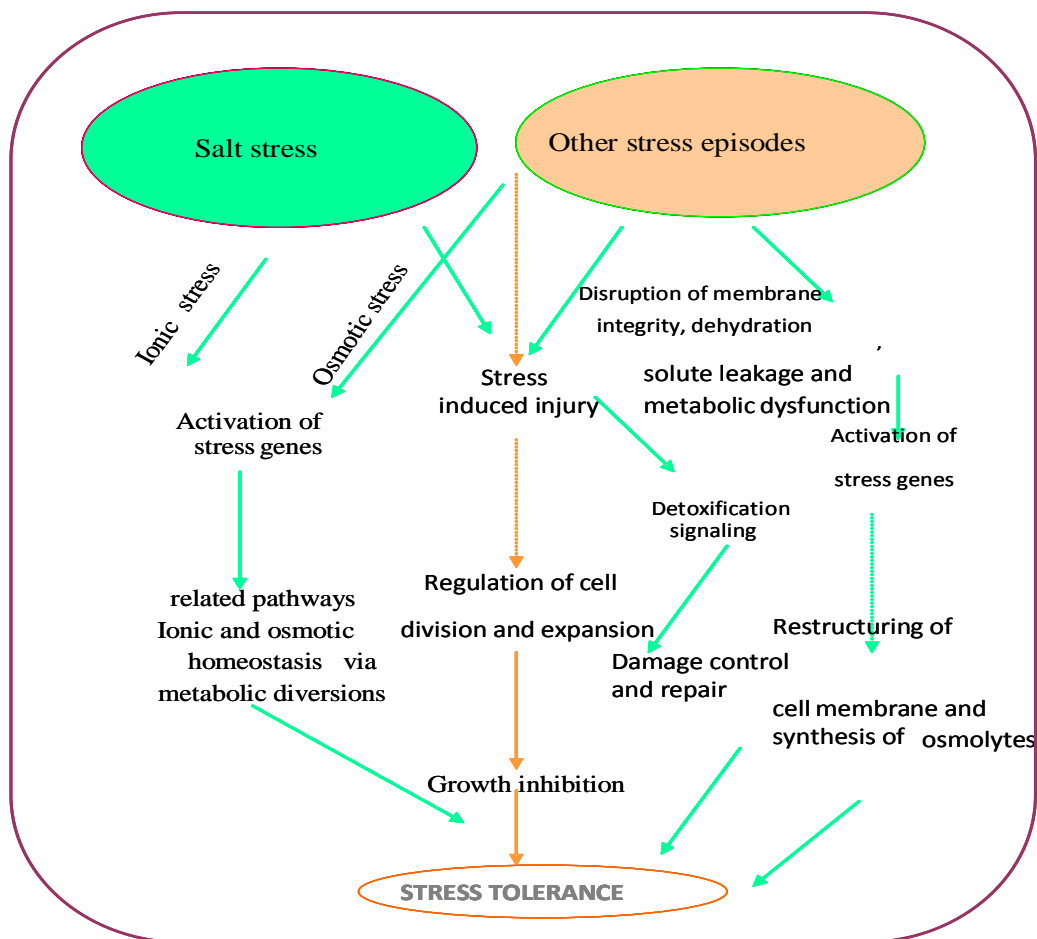 Salt stress
Other stress episodes
Ionic stress
Osmotic stress
Disruption of membrane
integrity, dehydration
,
solute leakage and
metabolic dysfunction
Stress
induced injury
Activation of
stress genes
Activation of
stress genes
Detoxification
signaling
related pathways
Ionic and osmotic
homeostasis via
metabolic diversions
Regulation of cell
division and expansion
Damage control
and repair
Restructuring of
cell membrane and
synthesis of osmolytes
Growth inhibition
STRESS TOLERANCE